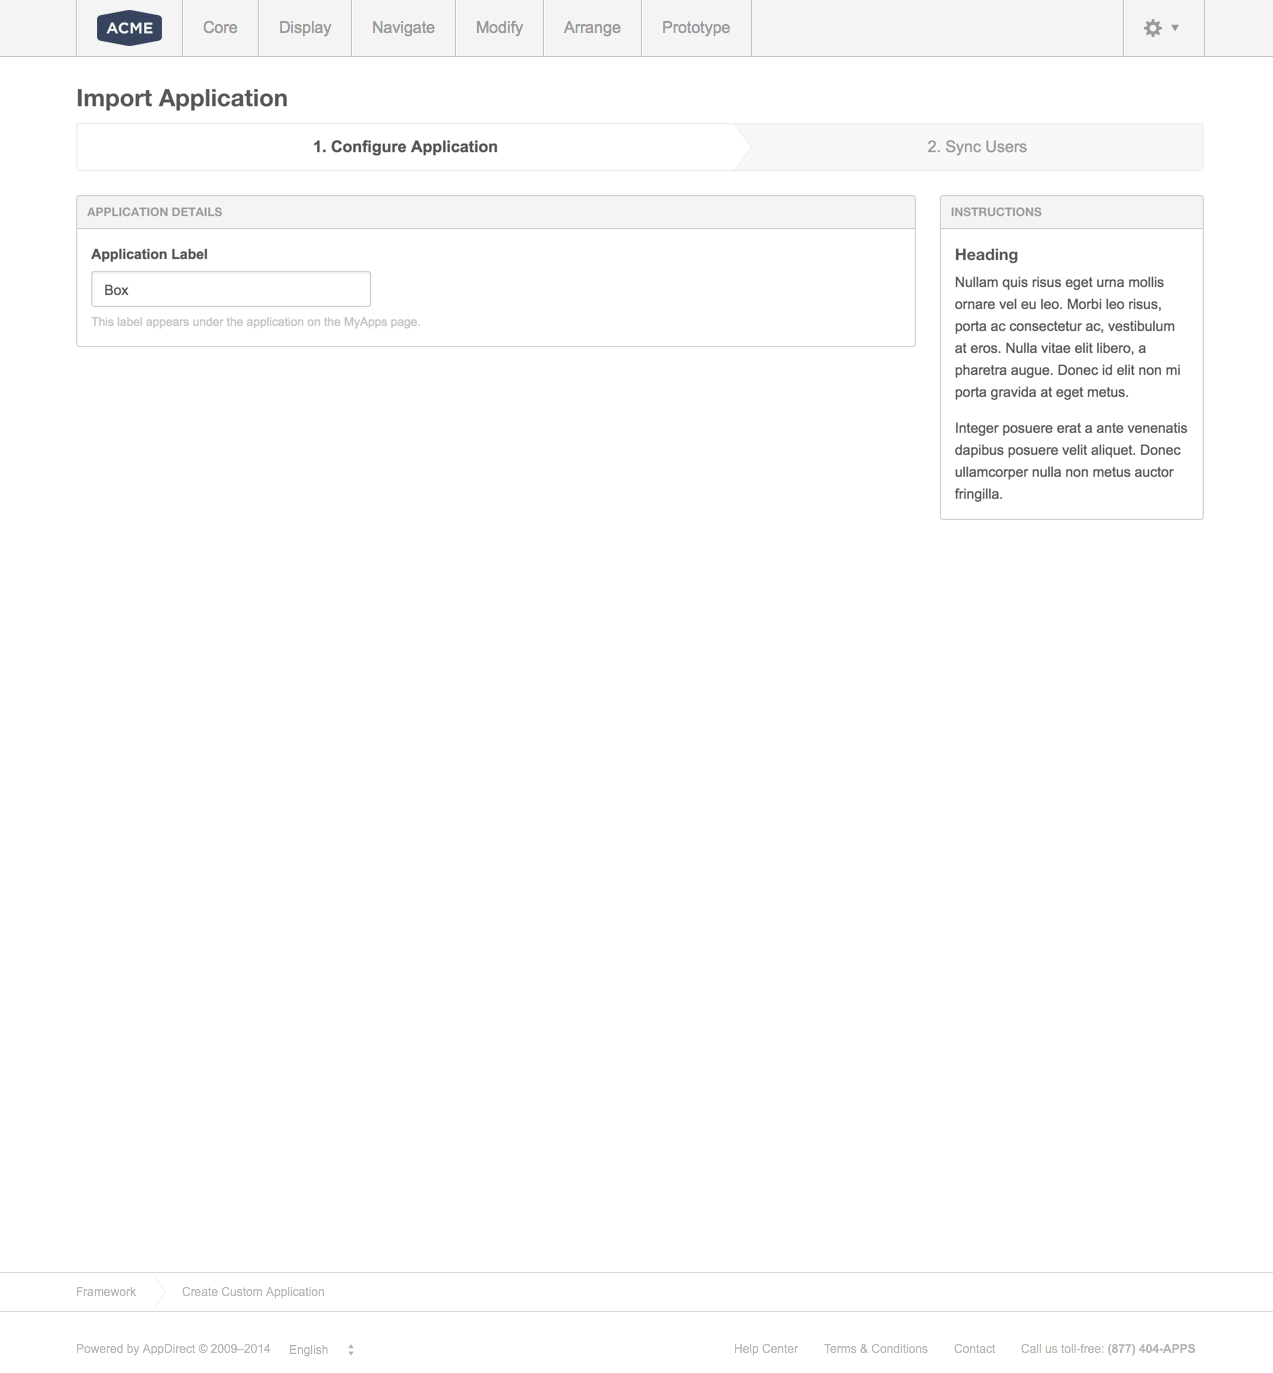 ACME
Core
Display
Navigate
Modify
Arrange
Prototype
Import Application
1. Configure Application
2. Sync Users
APPLICATION DETAILS
Application Label
Box
This label appears under the application on the MyApps page.
INSTRUCTIONS
Heading
Nullam quis risus eget urna mollis
ornare vel eu leo. Morbi leo risus,
porta ac consectetur ac, vestibulum
at eros. Nulla vitae elit libero, a
pharetra augue. Donec id elit non mi
porta gravida at eget metus.
Integer posuere erat a ante venenatis
dapibus posuere velit aliquet. Donec
ullamcorper nulla non metus auctor
fringilla.
Framework
Create Custom Application
Powered by AppDirect © 2009–2014
English
Help Center
Terms & Conditions
Contact
Call us toll-free: (877) 404-APPS